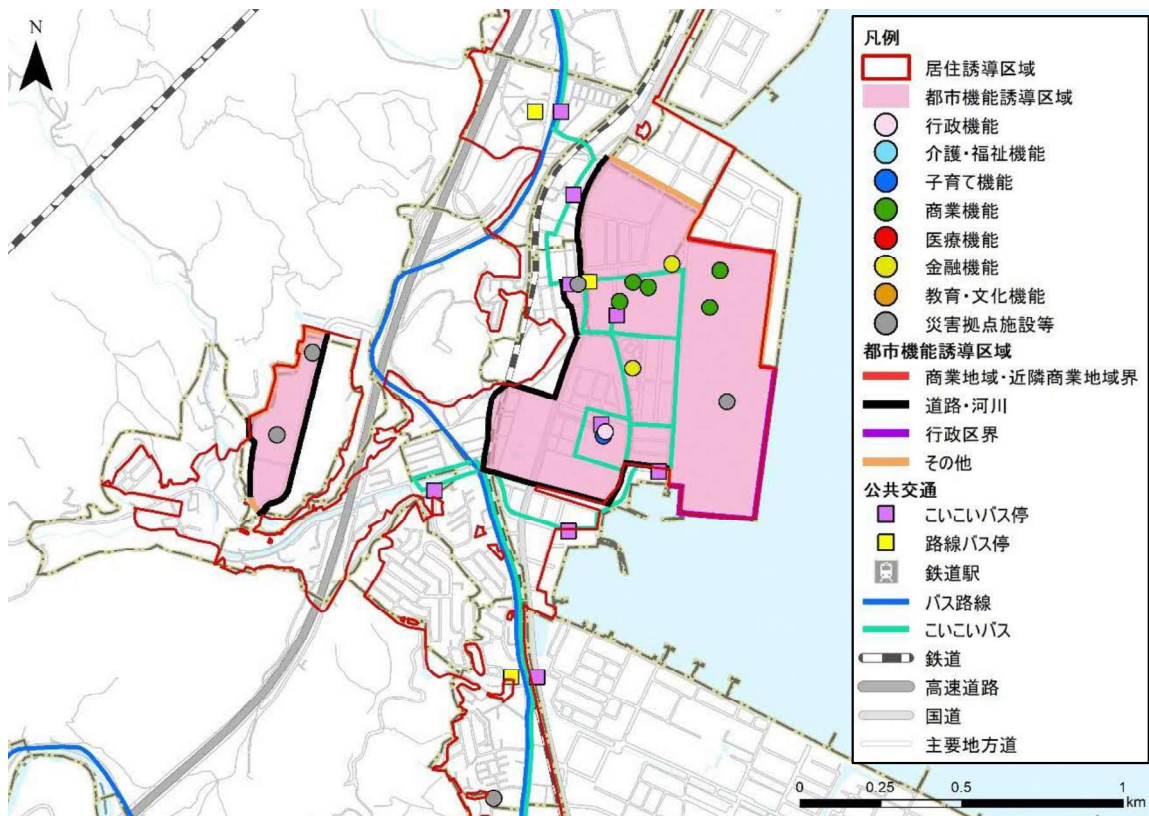 N
凡例
居住誘導区域
都市機能誘導区域
行政機能
介護・福祉機能
子育て機能
商業機能
医療機能
金融機能
教育・文化機能
災害拠点施設等
都市機能誘導区域
商業地域・近隣商業地域界
道路・河川
行政区界
その他
公共交通
こいこいバス停
路線バス停
鉄道駅
バス路線
こいこいバス
鉄道
高速道路
国道
主要地方道
0 0.25 0.5 1
km